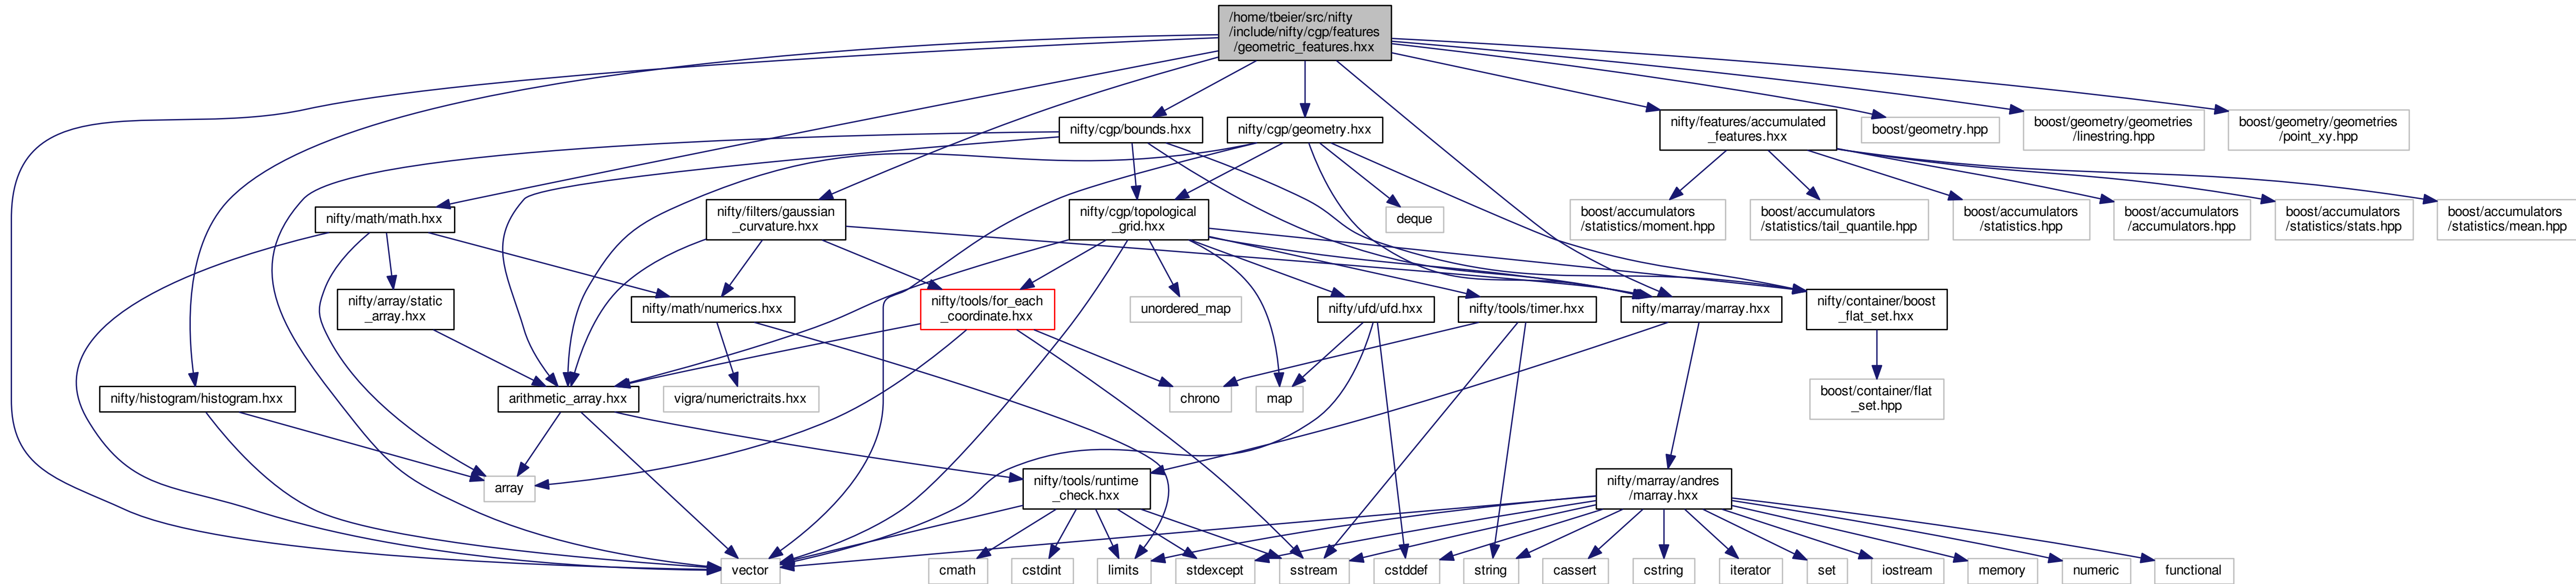 /home/tbeier/src/nifty
/include/nifty/cgp/features
/geometric_features.hxx
nifty/cgp/bounds.hxx
nifty/cgp/geometry.hxx
nifty/features/accumulated
_features.hxx
boost/geometry.hpp
boost/geometry/geometries
/linestring.hpp
boost/geometry/geometries
/point_xy.hpp
nifty/math/math.hxx
nifty/filters/gaussian
_curvature.hxx
nifty/cgp/topological
_grid.hxx
deque
boost/accumulators
/statistics/moment.hpp
boost/accumulators
/statistics/tail_quantile.hpp
boost/accumulators
/statistics.hpp
boost/accumulators
/accumulators.hpp
boost/accumulators
/statistics/stats.hpp
boost/accumulators
/statistics/mean.hpp
nifty/array/static
_array.hxx
nifty/math/numerics.hxx
nifty/tools/for_each
_coordinate.hxx
unordered_map
nifty/ufd/ufd.hxx
nifty/tools/timer.hxx
nifty/marray/marray.hxx
nifty/container/boost
_flat_set.hxx
nifty/histogram/histogram.hxx
arithmetic_array.hxx
vigra/numerictraits.hxx
chrono
map
boost/container/flat
_set.hpp
array
nifty/tools/runtime
_check.hxx
nifty/marray/andres
/marray.hxx
vector
cmath
cstdint
limits
stdexcept
sstream
cstddef
string
cassert
cstring
iterator
set
iostream
memory
numeric
functional